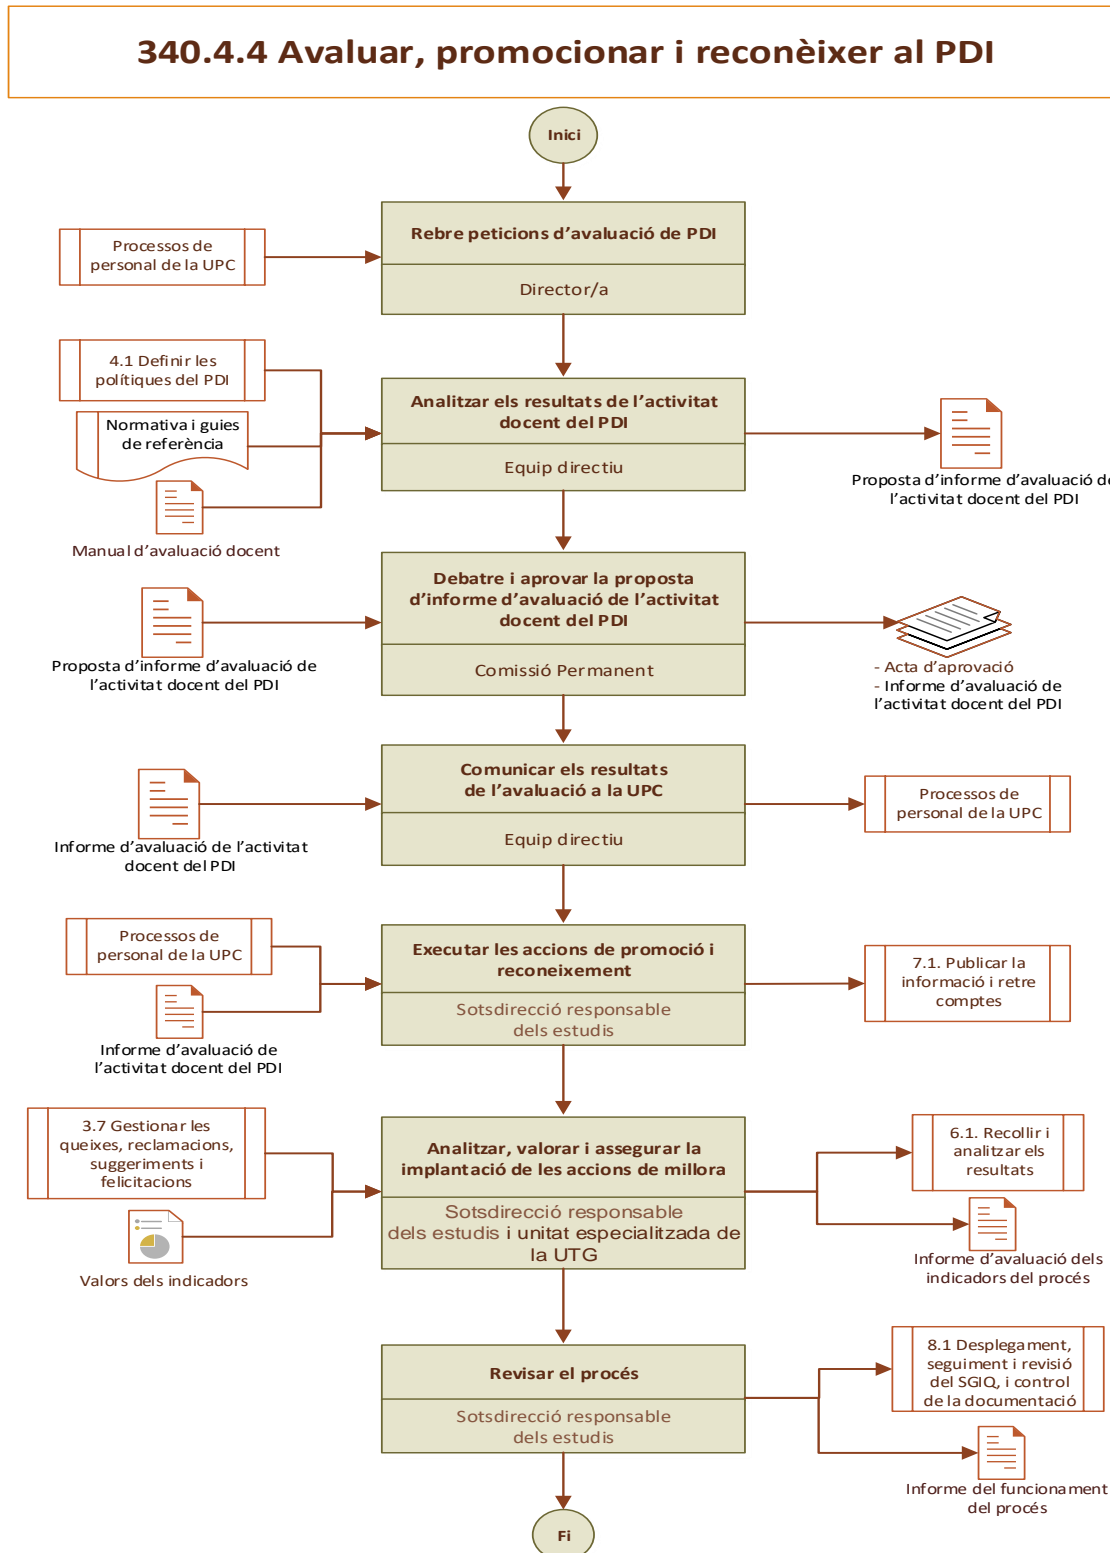 340.4.4 Avaluar, promocionar i reconèixer al PDI
Inici
Processos de
personal de la UPC
Rebre peticions d’avaluació de PDI
Director/a
4.1 Definir les
polítiques del PDI
Normativa i guies
de referència
Manual d’avaluació docent
Analitzar els resultats de l’activitat
docent del PDI
Equip directiu
Proposta d’informe d’avaluació de
l’activitat docent del PDI
Proposta d’informe d’avaluació de
l’activitat docent del PDI
Debatre i aprovar la proposta
d’informe d’avaluació de l’activitat
docent del PDI
Comissió Permanent
- Acta d’aprovació
- Informe d’avaluació de
l’activitat docent del PDI
Informe d’avaluació de l’activitat
docent del PDI
Comunicar els resultats
de l’avaluació a la UPC
Equip directiu
Processos de
personal de la UPC
Processos de
personal de la UPC
Informe d’avaluació de
l’activitat docent del PDI
Executar les accions de promoció i
reconeixement
Sotsdirecció responsable
dels estudis
7.1. Publicar la
informació i retre
comptes
3.7 Gestionar les
queixes, reclamacions,
suggeriments i
felicitacions
Valors dels indicadors
Analitzar, valorar i assegurar la
implantació de les accions de millora
Sotsdirecció responsable
dels estudis i unitat especialitzada de
la UTG
6.1. Recollir i
analitzar els
resultats
Informe d’avaluació dels
indicadors del procés
Revisar el procés
Sotsdirecció responsable
dels estudis
8.1 Desplegament,
seguiment i revisió
del SGIQ, i control
de la documentació
Informe del funcionament
del procés
Fi